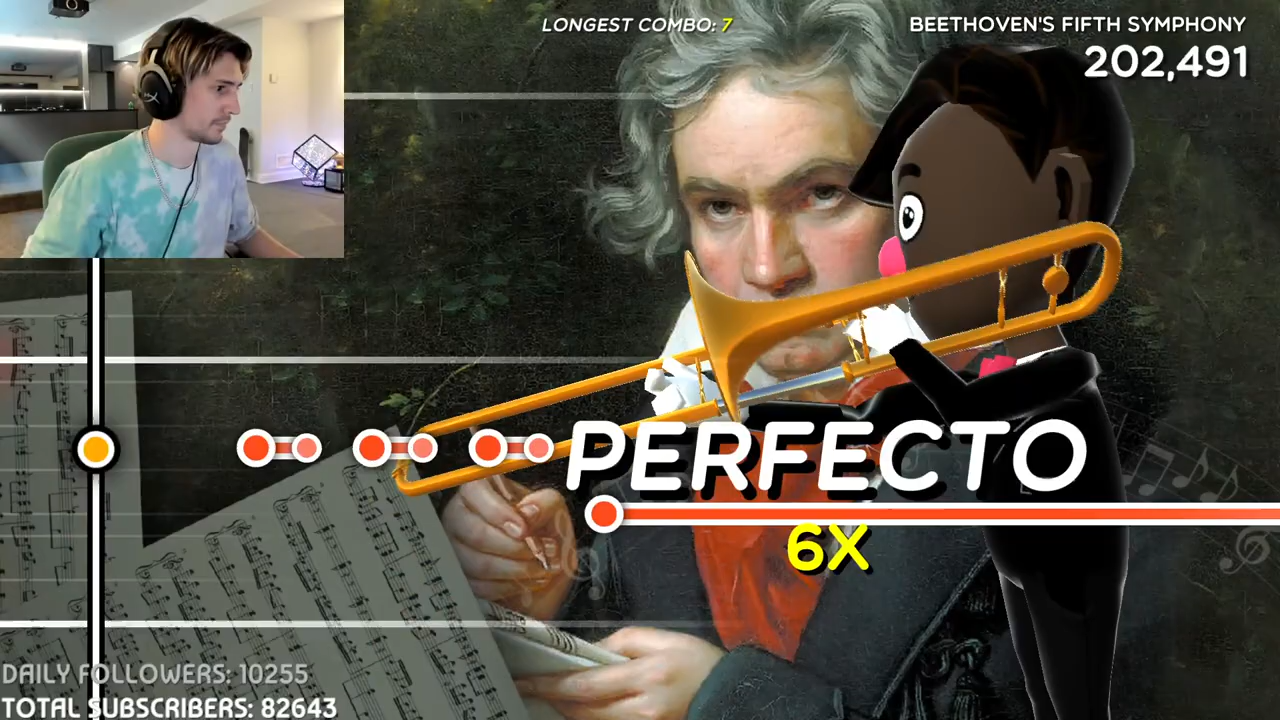 LONGEST COMBO: 7
BEETHOVEN'S FIFTH SYMPHONY
202,491
PERFECTO
6X
DAILY FOLLOWERS: 10255
TOTAL SUBSCRIBERS: 82643